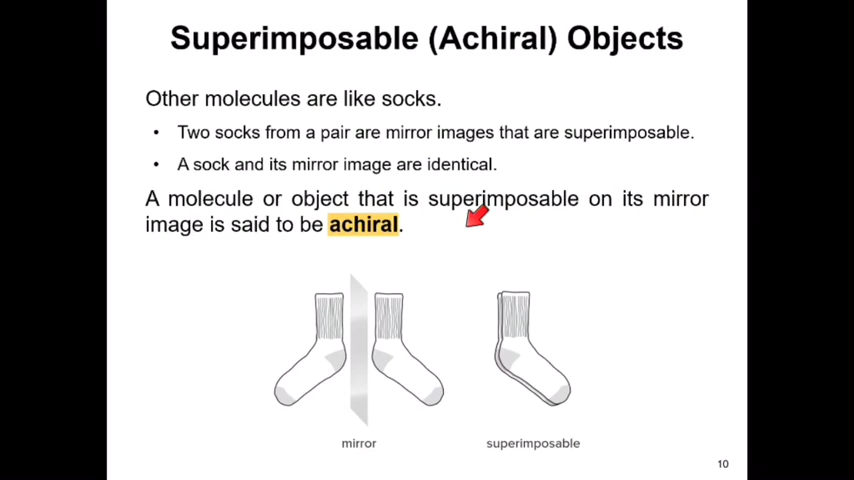 Superimposable (Achiral) Objects
Other molecules are like socks.
• Two socks from a pair are mirror images that are superimposable.
• A sock and its mirror image are identical.
A molecule or object that is superimposable on its mirror
image is said to be achiral.
mirror
superimposable
10